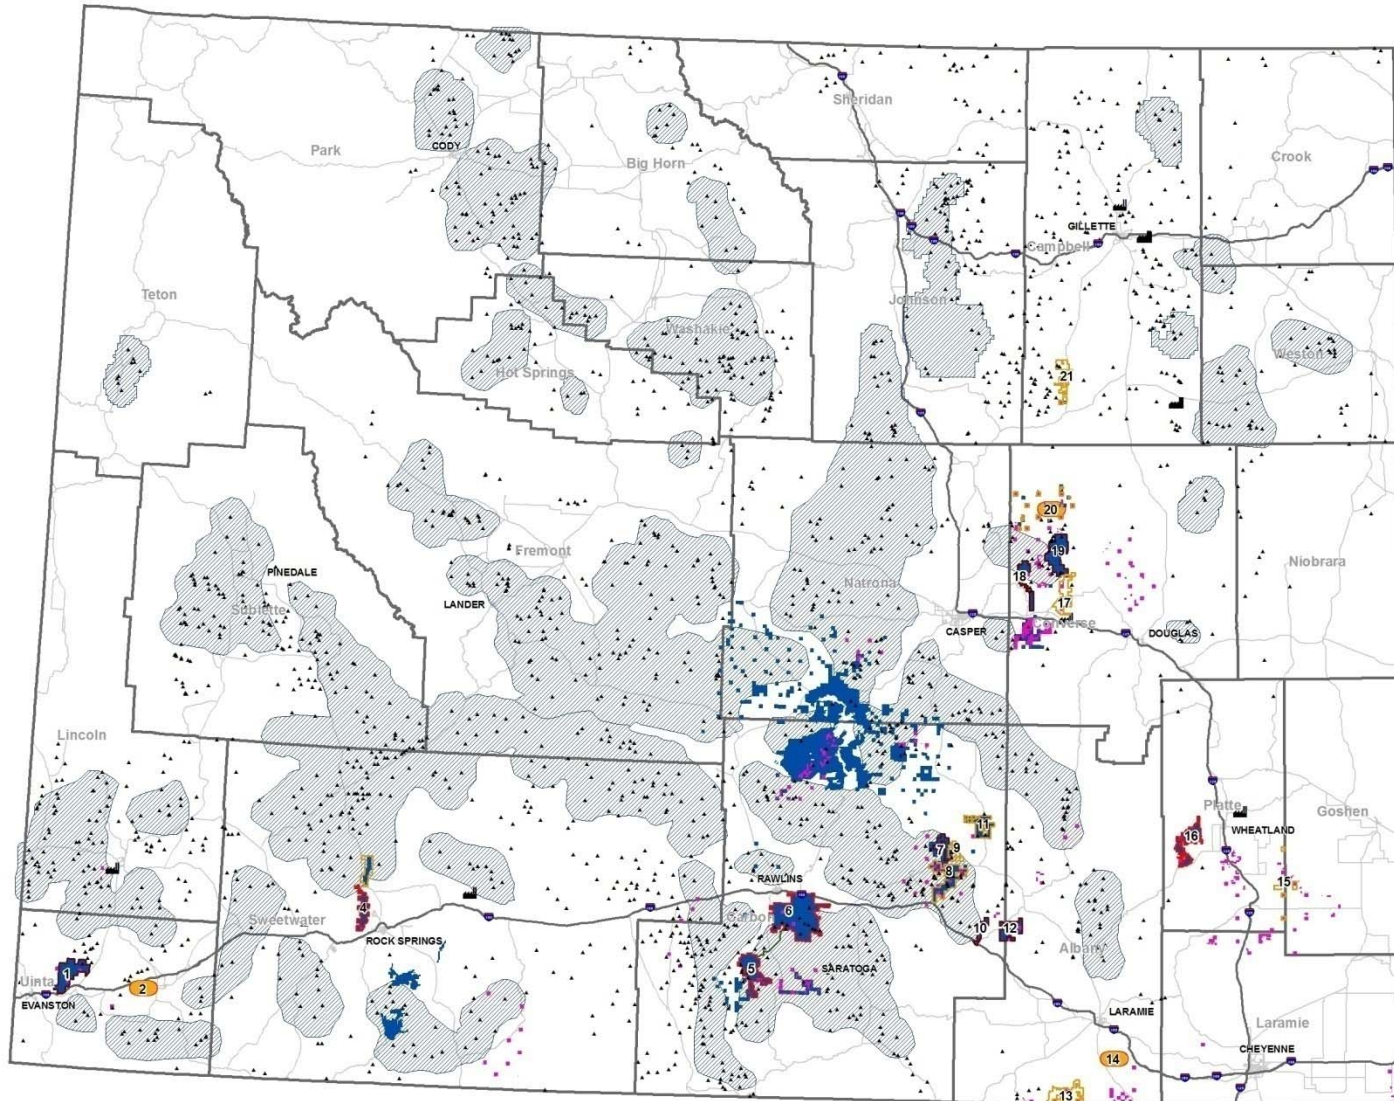 Sheridan
Park
CODY
Big Horn
Crook
GILLETTE
Campbell
Teton
Johnson
Washakie
Hot Springs
Weston
21
20
Fremont
19
Niobrara
PINEDALE
18
Natrona
LANDER
Sublette
17
CASPER
Converse
DOUGLAS
Lincoln
Platte
Goshen
11
WHEATLAND
16
7
9
8
RAWLINS
15
4
6
Carbon
Sweetwater
10
12
ROCK SPRINGS
Albany
5
SARATOGA
1
Uinta
2
EVANSTON
LARAMIE
Laramie
CHEYENNE
14
13